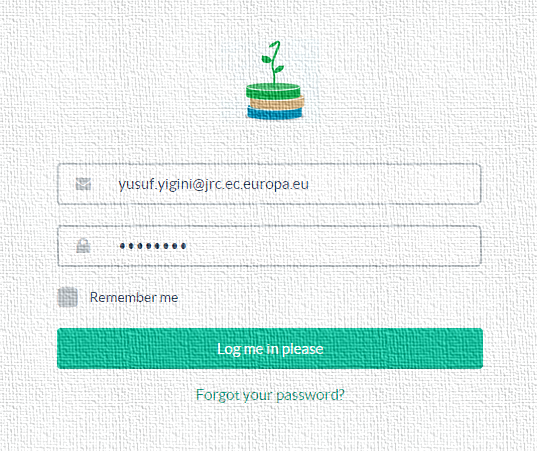 yusuf.yigini@jrc.ec.europa.eu
••••••••
Remember me
Log me in please
Forgot your password?